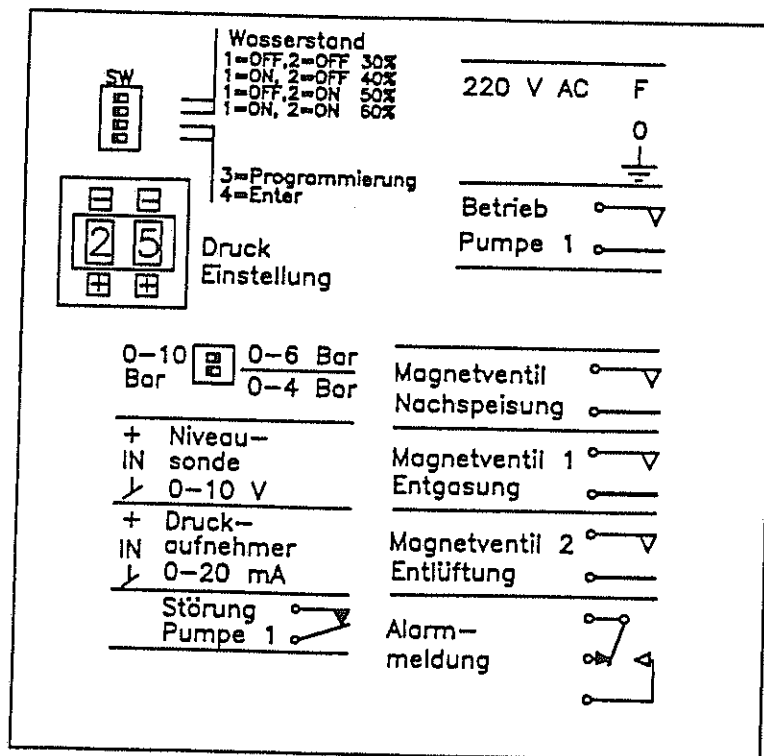 Wasserstand
1=OFF,2=OFF 30%
1=ON, 2=OFF 40%
1=OFF,2=ON 50%
1=ON, 2=ON 60%
SW
3=Programmierung
4=Enter
2 5
Druck
Einstellung
220 V AC F
0
Betrieb
Pumpe 1
0-10
Bar
0-6 Bar
0-4 Bar
+ Niveau-
IN sonde
0-10 V
+ Druck-
IN aufnehmer
0-20 mA
Störung
Pumpe 1
Magnetventil
Nachspeisung
Magnetventil 1
Entgasung
Magnetventil 2
Entlüftung
Alarm-
meldung